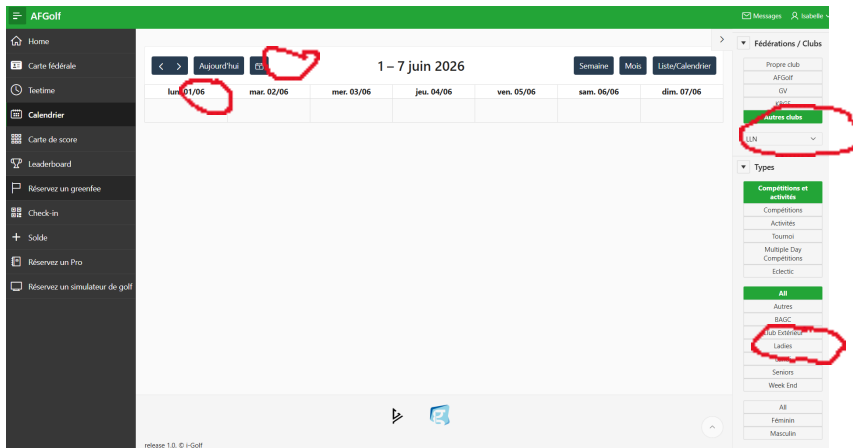 AFGolf
Messages
Isabelle
Home
Carte fédérale
Teetime
Calendrier
Carte de score
Leaderboard
Réservez un greenfee
Check-in
Solde
Réservez un Pro
Réservez un simulateur de golf
Aujourd'hui
1 – 7 juin 2026
Semaine
Mois
Liste/Calendrier
lun. 01/06
mar. 02/06
mer. 03/06
jeu. 04/06
ven. 05/06
sam. 06/06
dim. 07/06
Fédérations / Clubs
Propre club
AFGolf
GV
Autres clubs
LLN
Types
Compétitions et
activités
Compétitions
Activités
Tournoi
Multiple Day
Compétitions
Eclectic
All
Autres
BAGC
Club Extérieur
Ladies
Seniors
Week End
All
Féminin
Masculin
release 1.0, © i-Golf